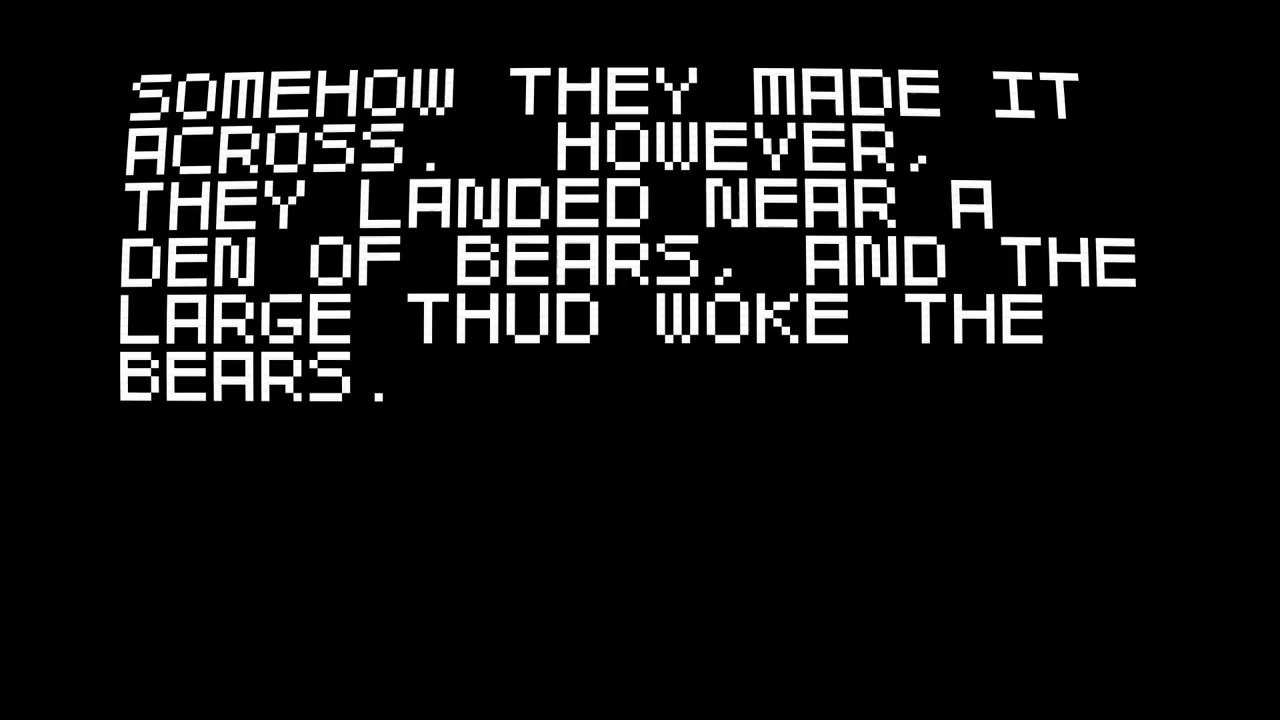 SOMEHOW THEY MADE IT
ACROSS.  HOWEVER,
THEY LANDED NEAR A
DEN OF BEARS, AND THE
LARGE THUD WOKE THE
BEARS.